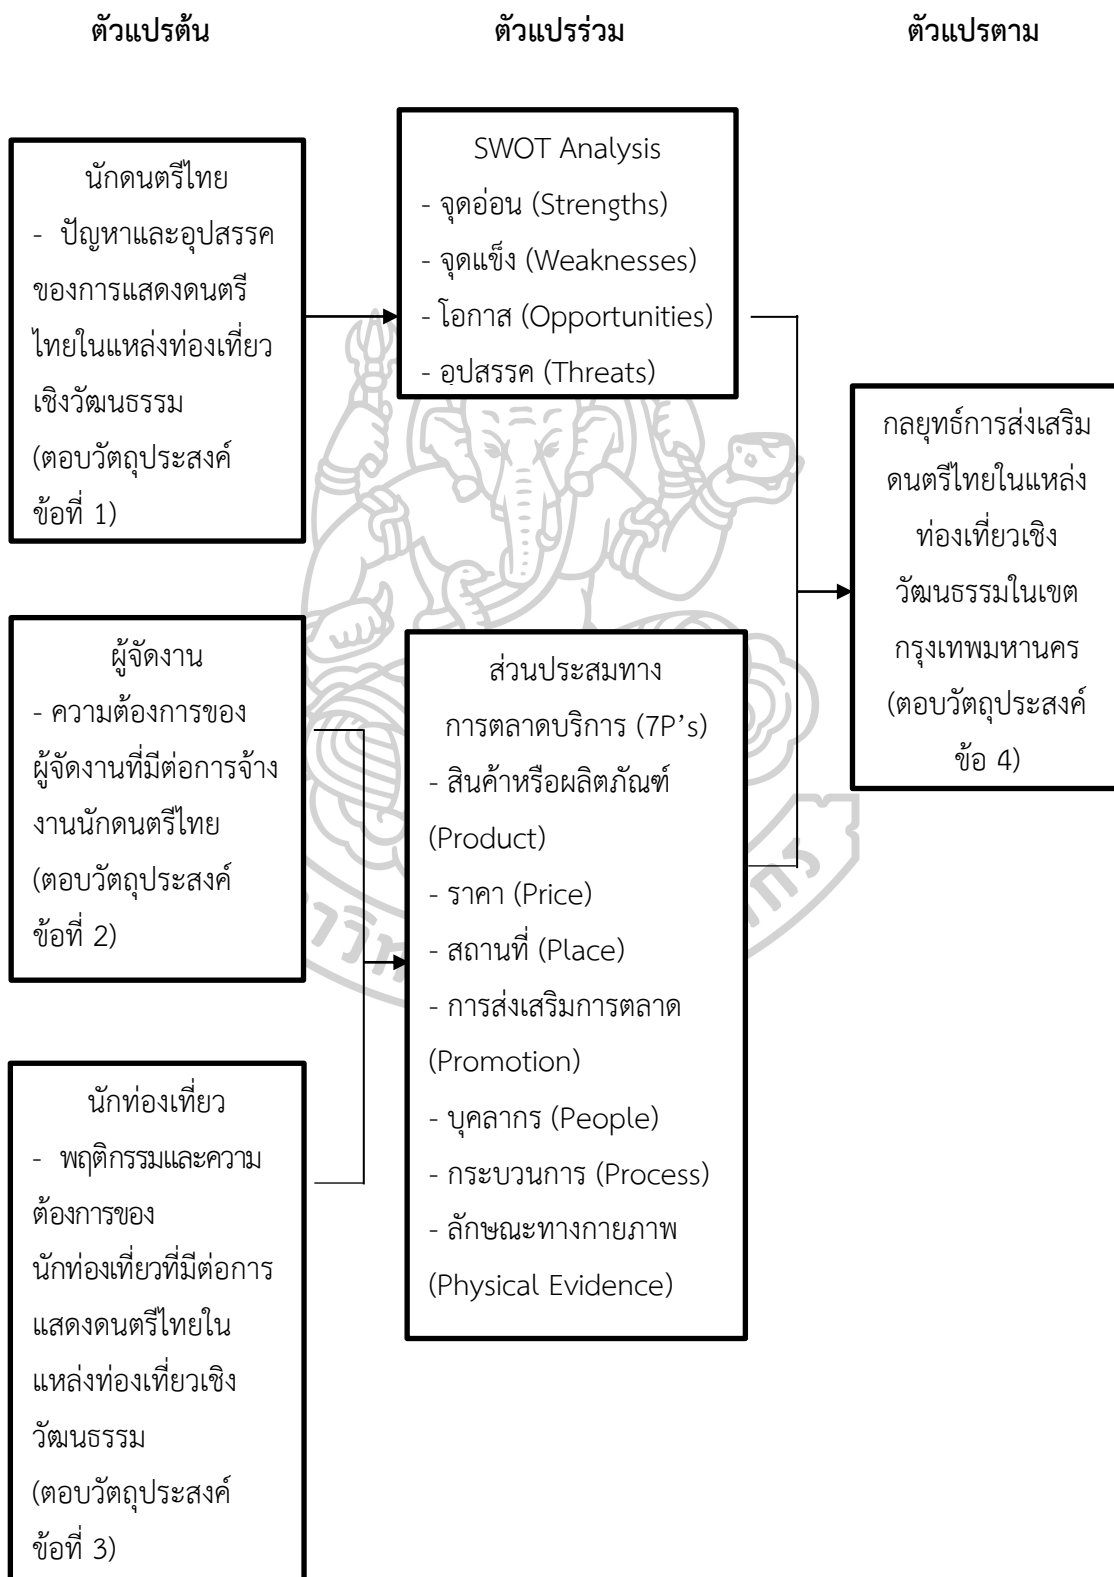 ตัวแปรต้น
ตัวแปรร่วม
ตัวแปรตาม
นักดนตรีไทย
- ปัญหาและอุปสรรค
ของการแสดงดนตรี
ไทยในแหล่งท่องเที่ยว
เชิงวัฒนธรรม
(ตอบวัตถุประสงค์
ข้อที่ 1)
ผู้จัดงาน
- ความต้องการของ
ผู้จัดงานที่มีต่อการจ้าง
งานนักดนตรีไทย
(ตอบวัตถุประสงค์
ข้อที่ 2)
นักท่องเที่ยว
- พฤติกรรมและความ
ต้องการของ
นักท่องเที่ยวที่มีต่อการ
แสดงดนตรีไทยใน
แหล่งท่องเที่ยวเชิง
วัฒนธรรม
(ตอบวัตถุประสงค์
ข้อที่ 3)
SWOT Analysis
- จุดอ่อน (Strengths)
- จุดแข็ง (Weaknesses)
- โอกาส (Opportunities)
- อุปสรรค (Threats)
ส่วนประสมทาง
การตลาดบริการ (7P’s)
- สินค้าหรือผลิตภัณฑ์
(Product)
- ราคา (Price)
- สถานที่ (Place)
- การส่งเสริมการตลาด
(Promotion)
- บุคลากร (People)
- กระบวนการ (Process)
- ลักษณะทางกายภาพ
(Physical Evidence)
กลยุทธ์การส่งเสริม
ดนตรีไทยในแหล่ง
ท่องเที่ยวเชิง
วัฒนธรรมในเขต
กรุงเทพมหานคร
(ตอบวัตถุประสงค์
ข้อ 4)